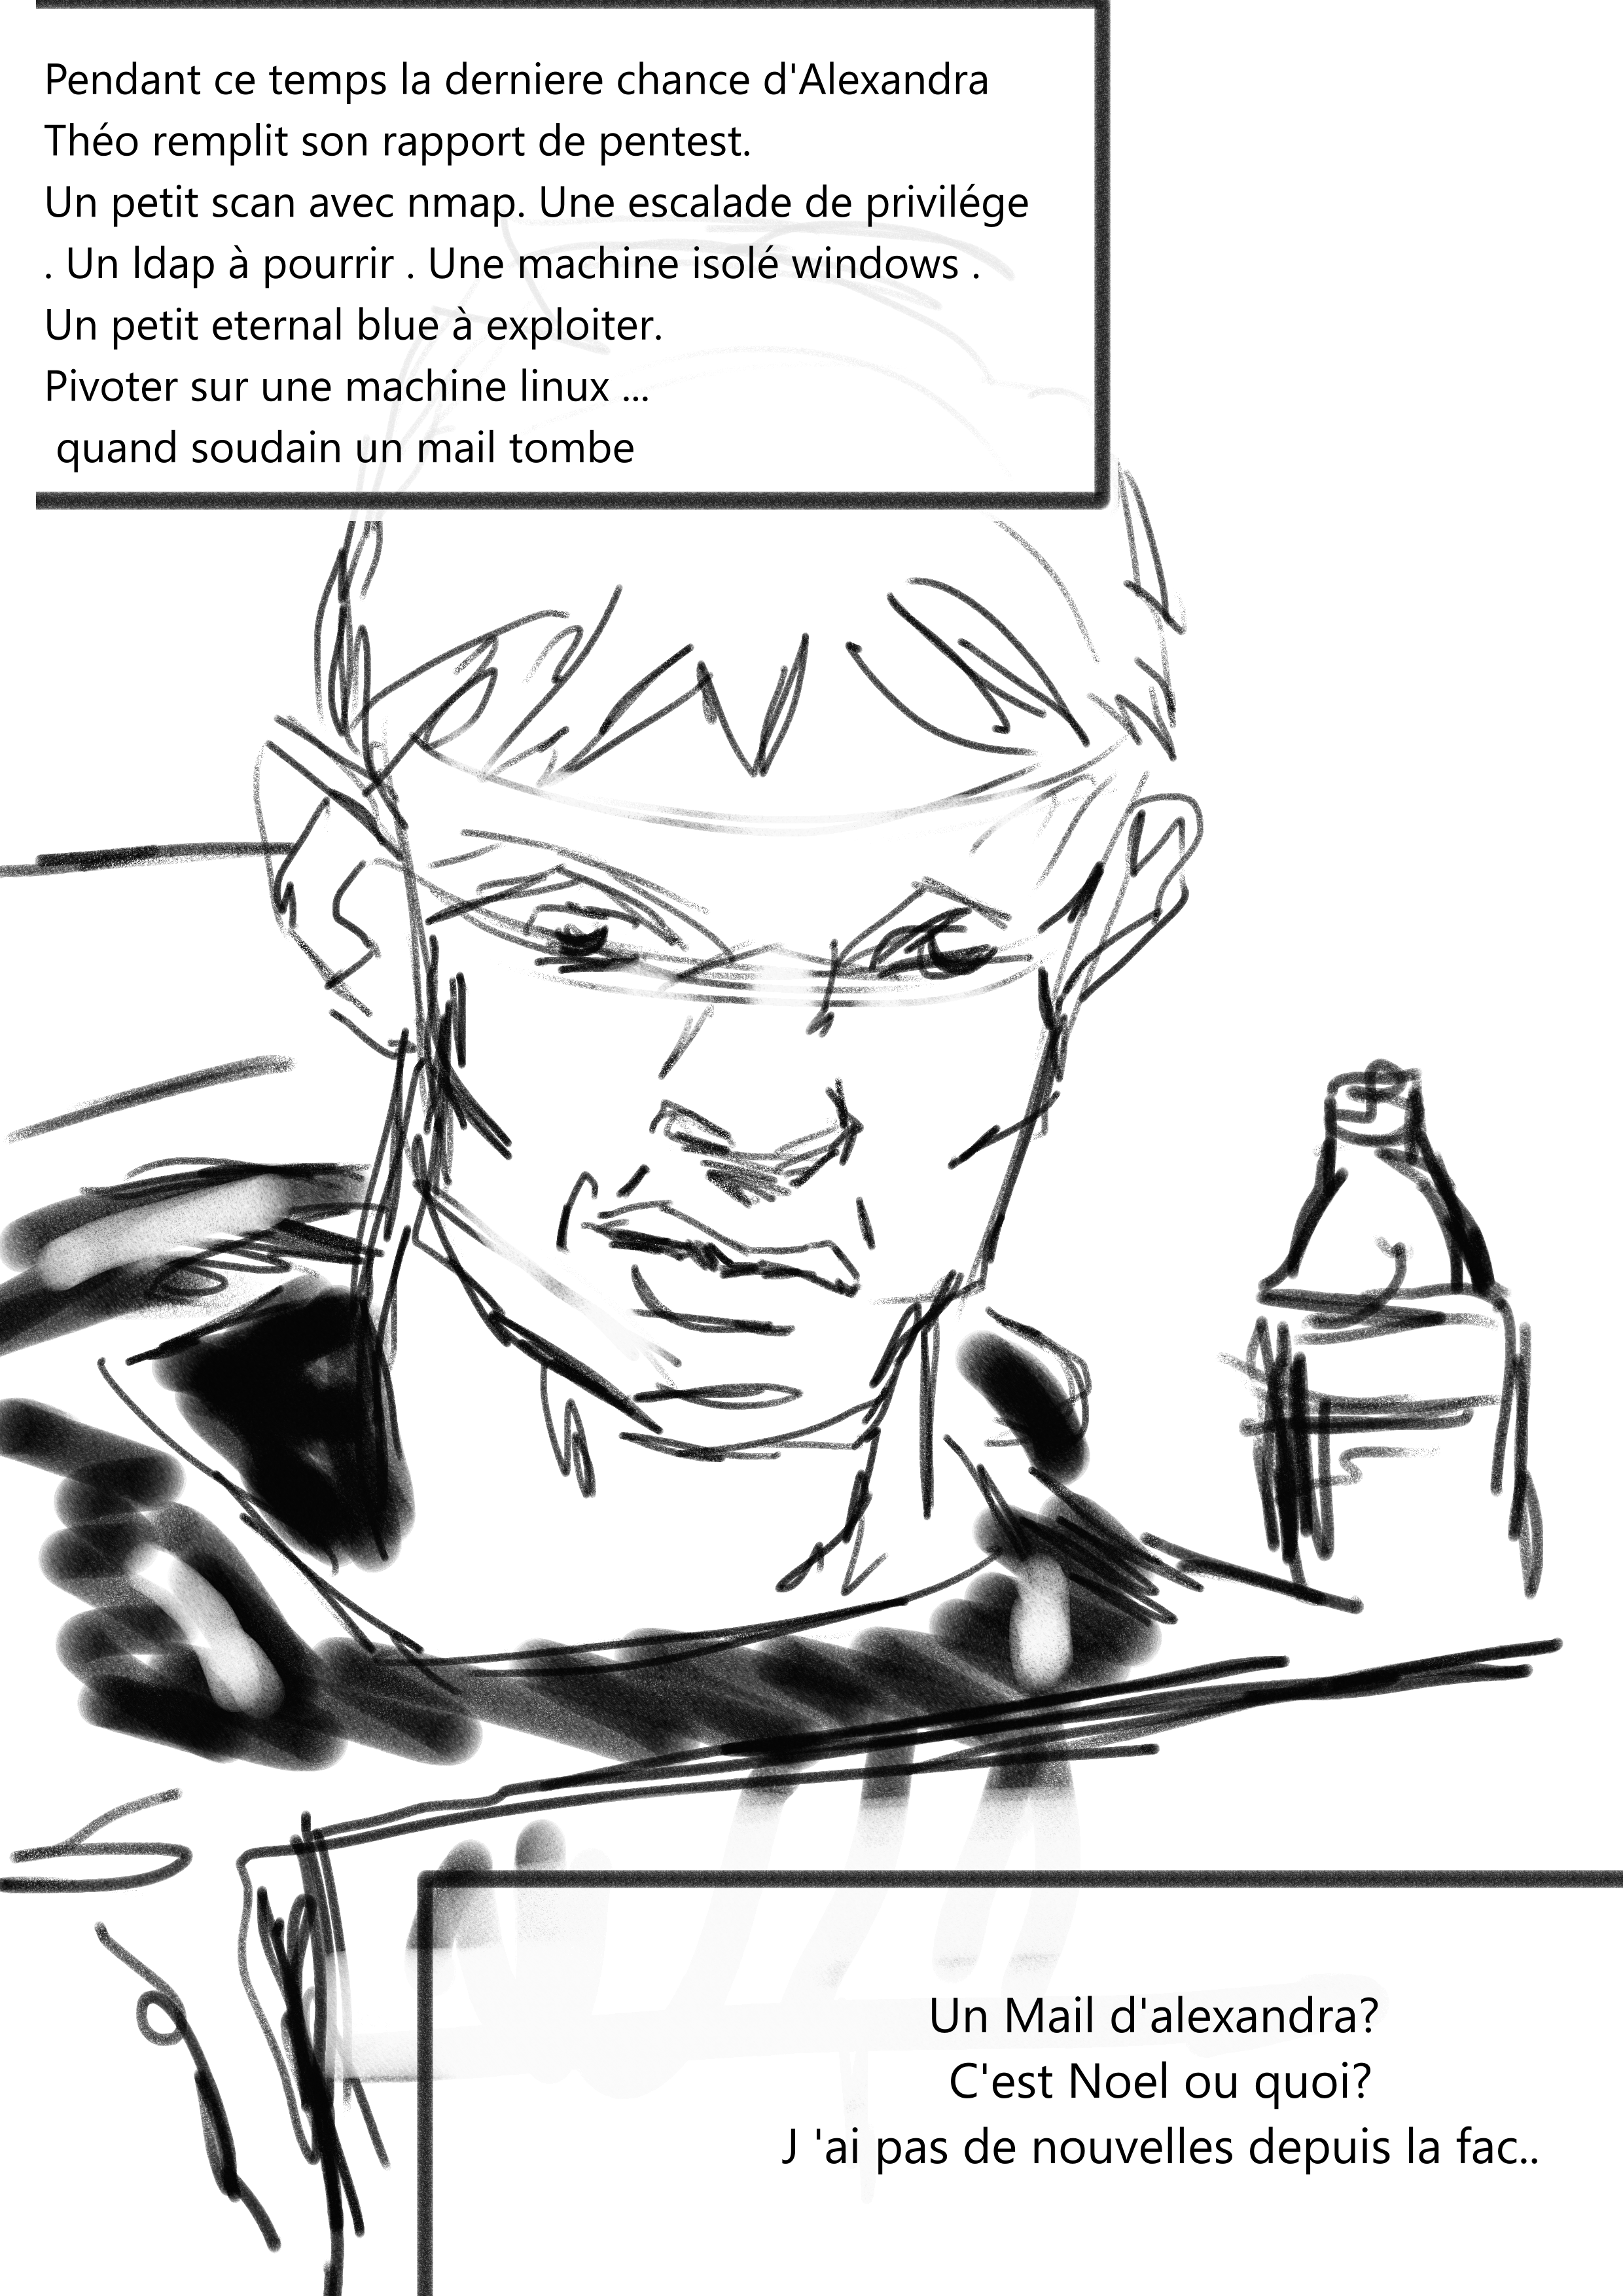 Pendant ce temps la derniere chance d'Alexandra
Théo remplit son rapport de pentest.
Un petit scan avec nmap. Une escalade de privilége
. Un ldap à pourrir . Une machine isolé windows .
Un petit eternal blue à exploiter.
Pivoter sur une machine linux ...
quand soudain un mail tombe
Un Mail d'alexandra?
C'est Noel ou quoi?
J 'ai pas de nouvelles depuis la fac..